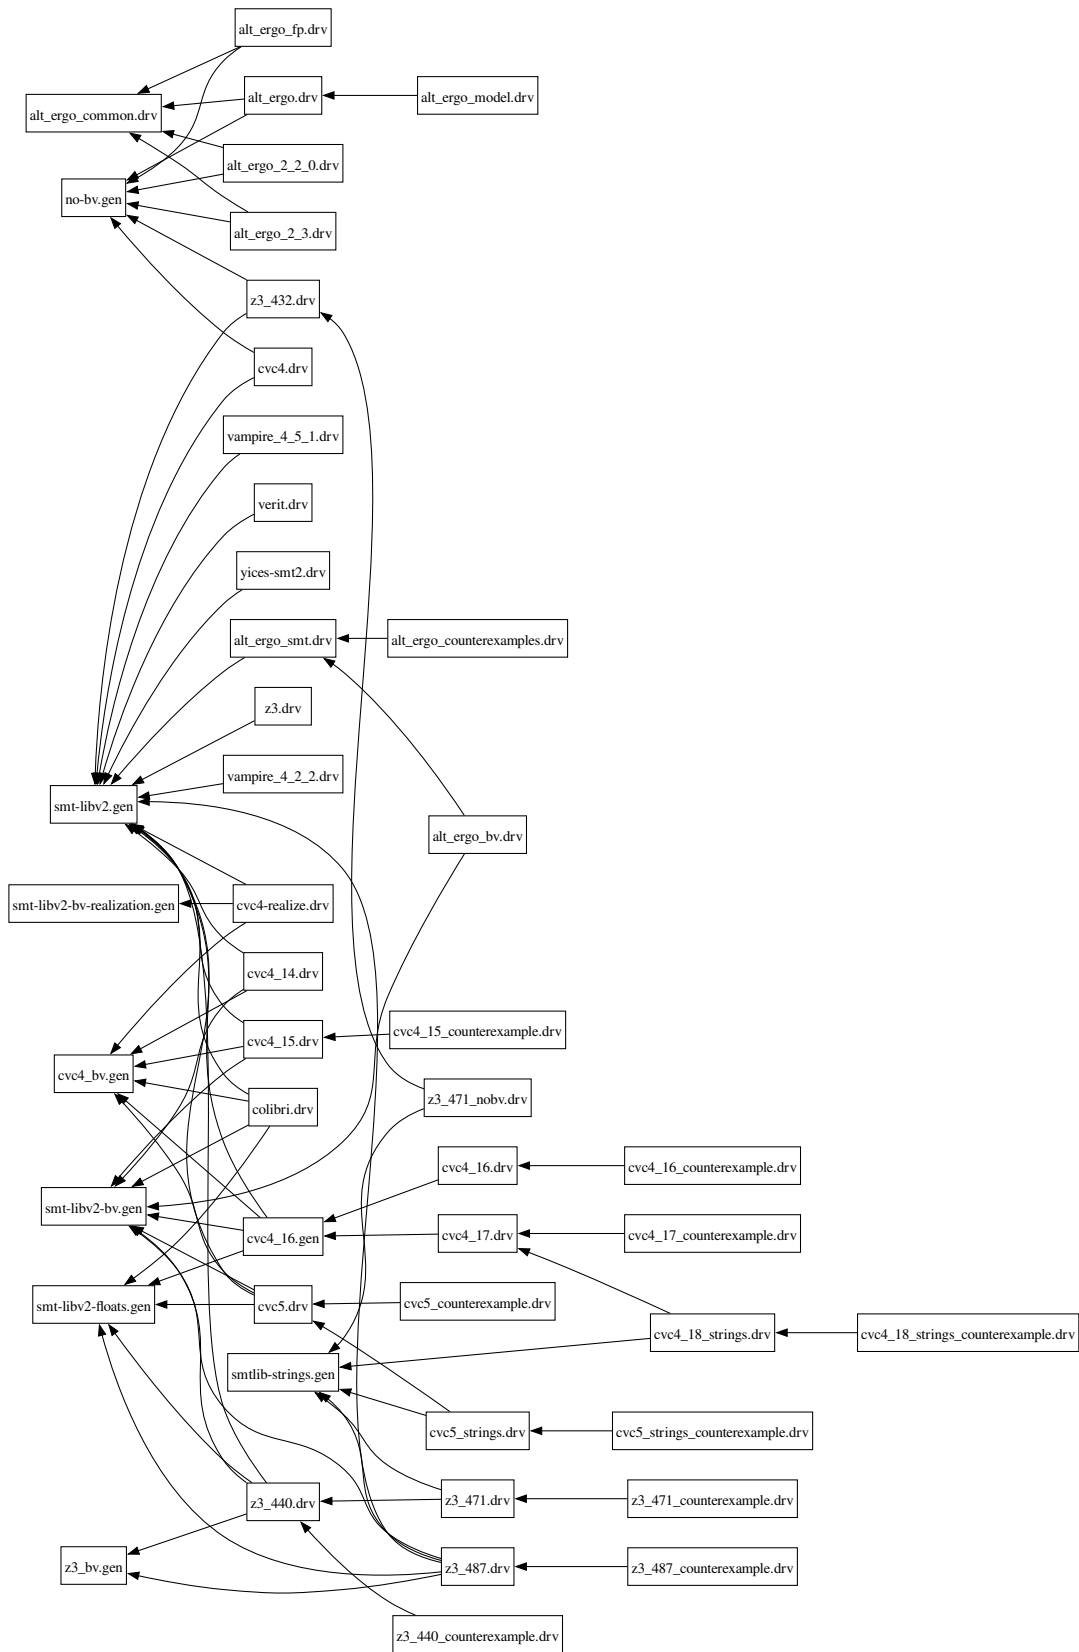 alt_ergo_fp.drv
alt_ergo.drv
alt_ergo_model.drv
alt_ergo_common.drv
alt_ergo_2_2_0.drv
no-bv.gen
alt_ergo_2_3.drv
z3_432.drv
cvc4.drv
vampire_4_5_1.drv
verit.drv
yices-smt2.drv
alt_ergo_smt.drv
alt_ergo_counterexamples.drv
z3.drv
vampire_4_2_2.drv
smt-libv2.gen
alt_ergo_bv.drv
smt-libv2-bv-realization.gen
cvc4-realize.drv
cvc4_14.drv
cvc4_15.drv
cvc4_15_counterexample.drv
cvc4_bv.gen
colibri.drv
z3_471_nobv.drv
cvc4_16.drv
cvc4_16_counterexample.drv
smt-libv2-bv.gen
cvc4_16.gen
cvc4_17.drv
cvc4_17_counterexample.drv
smt-libv2-floats.gen
cvc5.drv
cvc5_counterexample.drv
cvc4_18_strings.drv
cvc4_18_strings_counterexample.drv
smtlib-strings.gen
cvc5_strings.drv
cvc5_strings_counterexample.drv
z3_440.drv
z3_471.drv
z3_471_counterexample.drv
z3_bv.gen
z3_487.drv
z3_487_counterexample.drv
z3_440_counterexample.drv